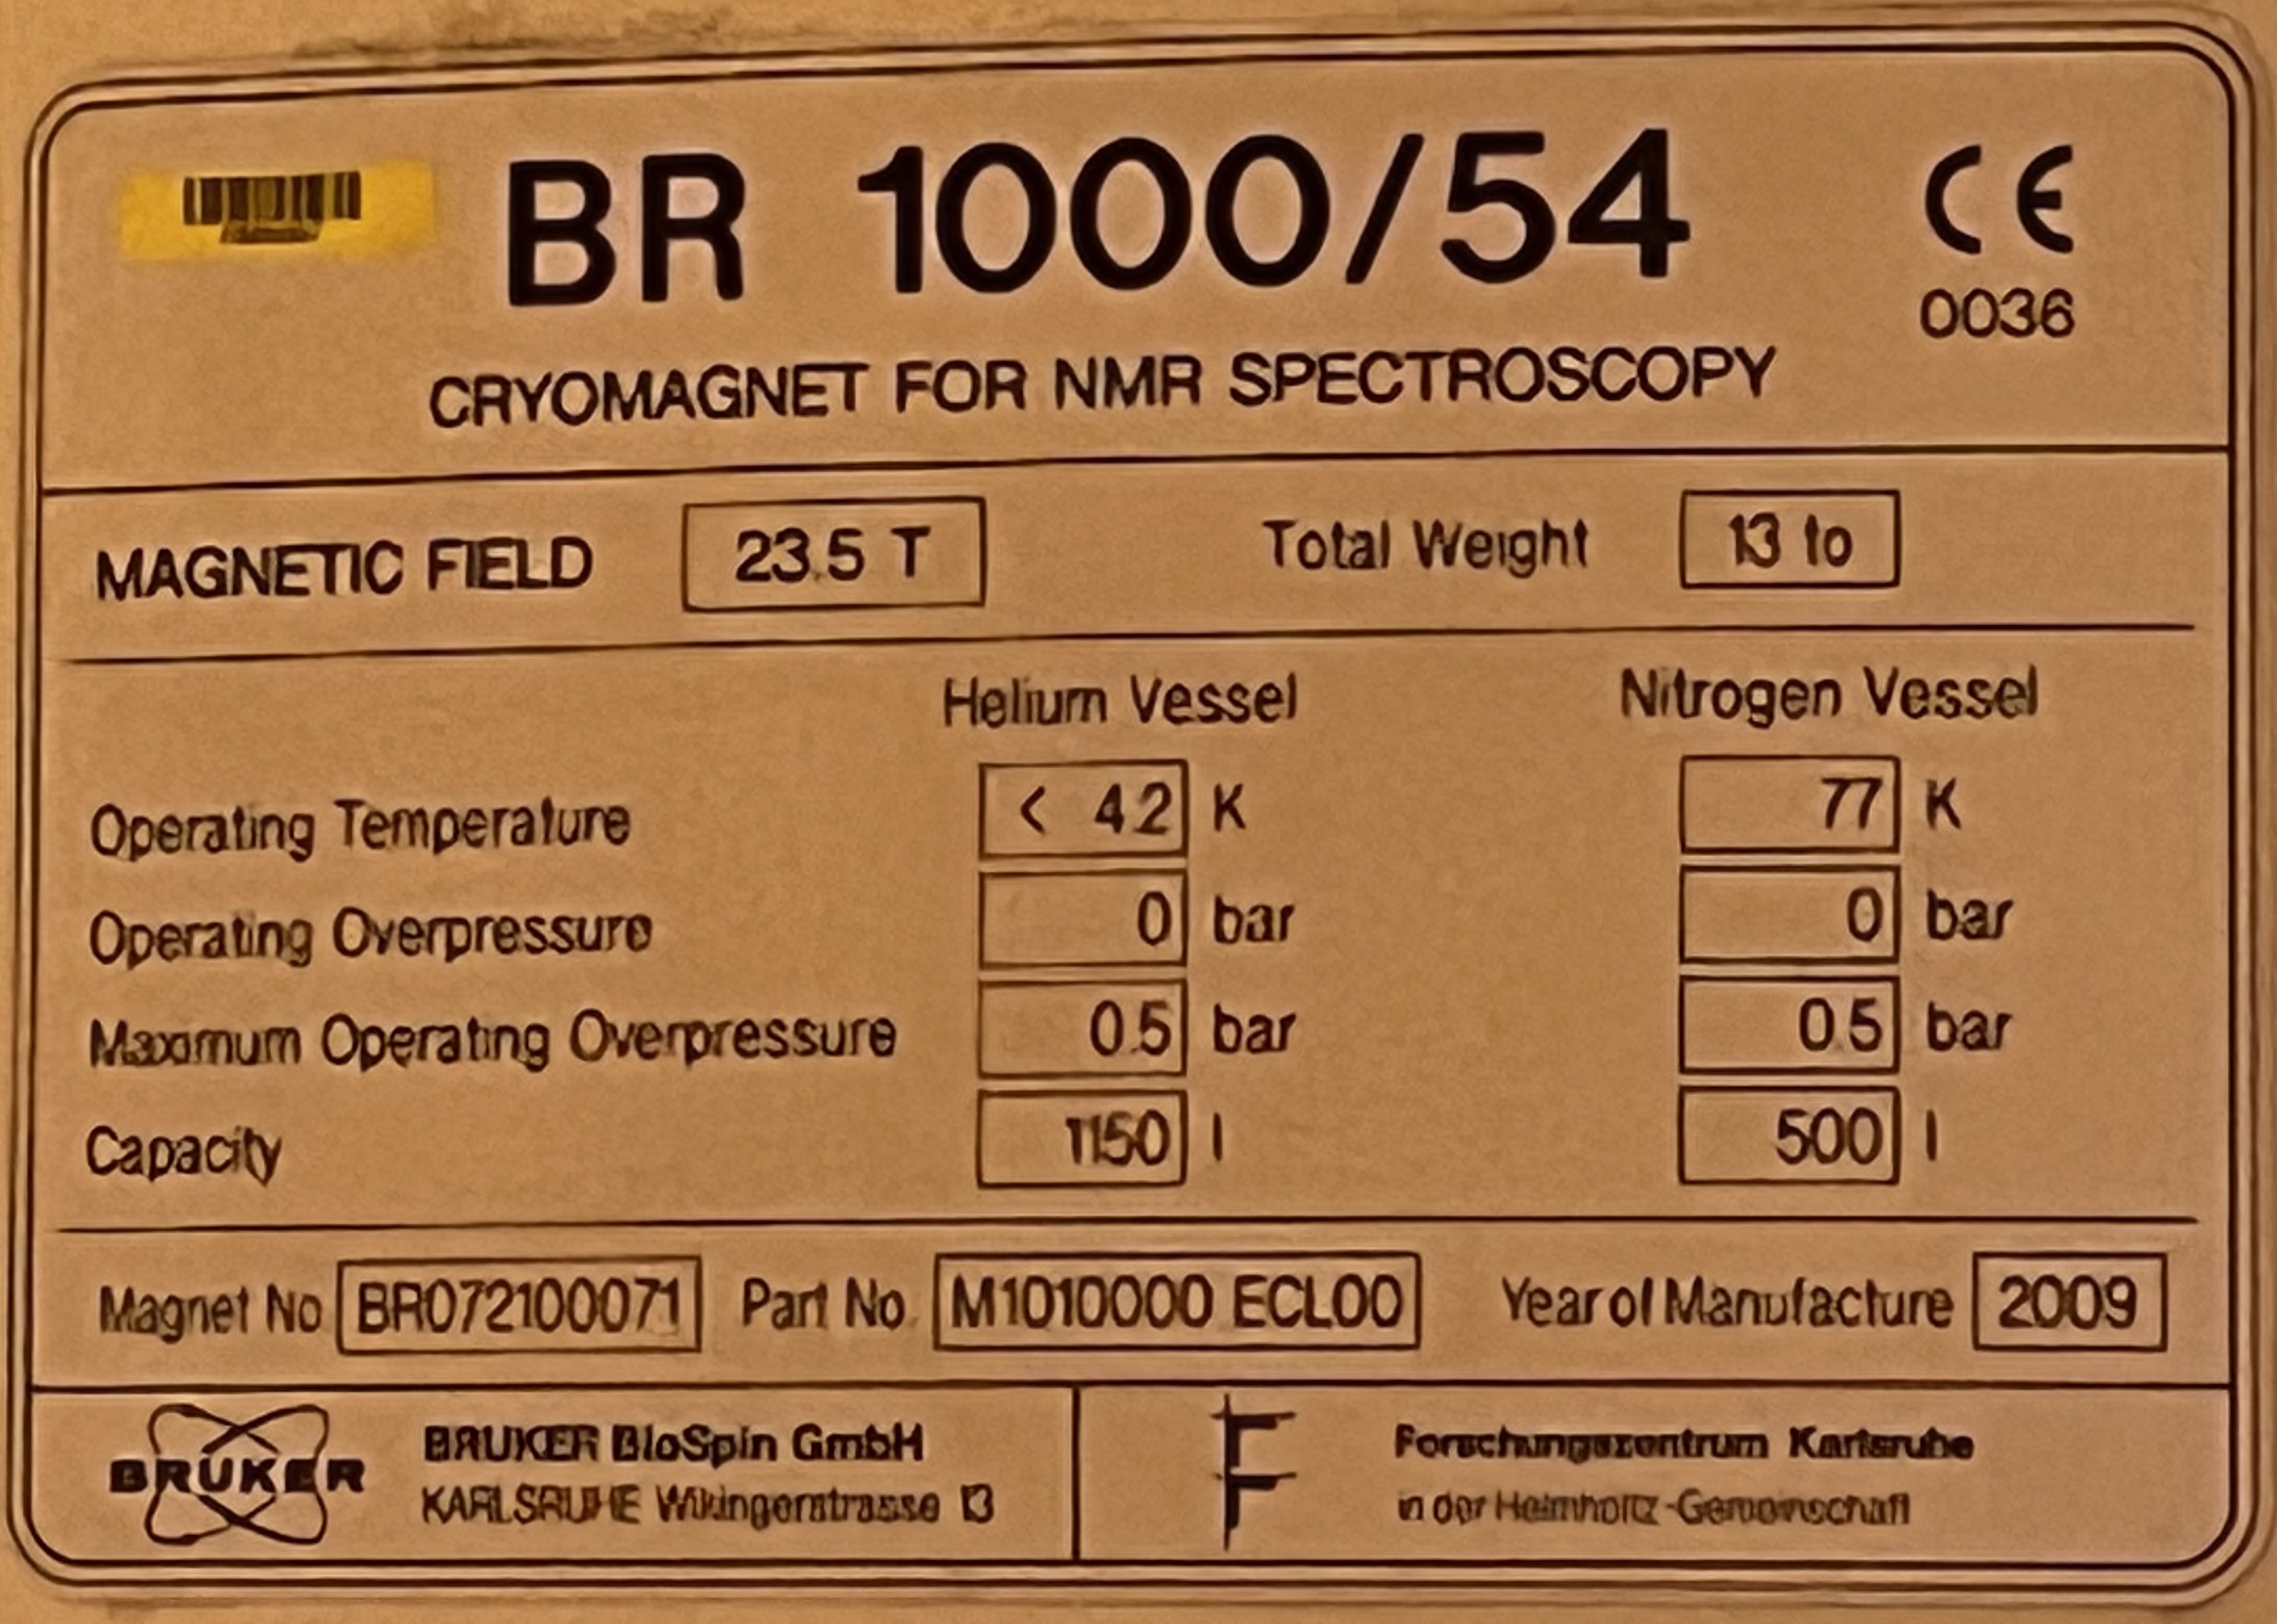 BR 1000/54
CE
0036
CRYOMAGNET FOR NMR SPECTROSCOPY
MAGNETIC FIELD 23.5 T Total Weight 13 to
Helium Vessel Nitrogen Vessel
Operating Temperature < 4.2 K 77 K
Operating Overpressure 0 bar 0 bar
Maximum Operating Overpressure 0.5 bar 0.5 bar
Capacity 1150 l 500 l
Magnet No BR072100071 Part No. M1010000 ECL00 Year of Manufacture 2009
BRUKER BRUKER BioSpin GmbH Forschungszentrum Karlsruhe
KARLSRUHE Wikingerstrasse 13 in der Helmholtz-Gemeinschaft